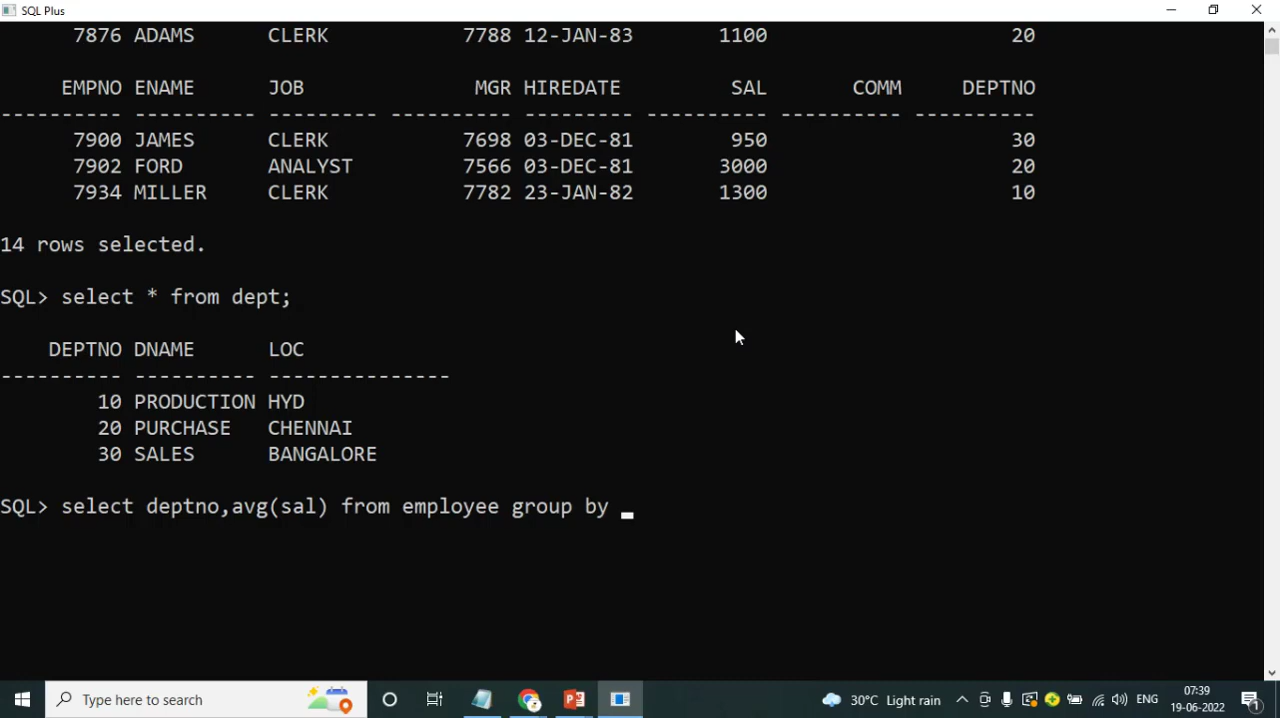 SQL Plus
7876 ADAMS CLERK 7788 12-JAN-83 1100 20
EMPNO ENAME JOB MGR HIREDATE SAL COMM DEPTNO
---------- ---------- --------- ---------- --------- ---------- ---------- ----------
7900 JAMES CLERK 7698 03-DEC-81 950 30
7902 FORD ANALYST 7566 03-DEC-81 3000 20
7934 MILLER CLERK 7782 23-JAN-82 1300 10
14 rows selected.
SQL> select * from dept;
DEPTNO DNAME LOC
---------- ---------- ---------------
10 PRODUCTION HYD
20 PURCHASE CHENNAI
30 SALES BANGALORE
SQL> select deptno,avg(sal) from employee group by _
Type here to search
30°C Light rain
ENG
07:39
19-06-2022
1